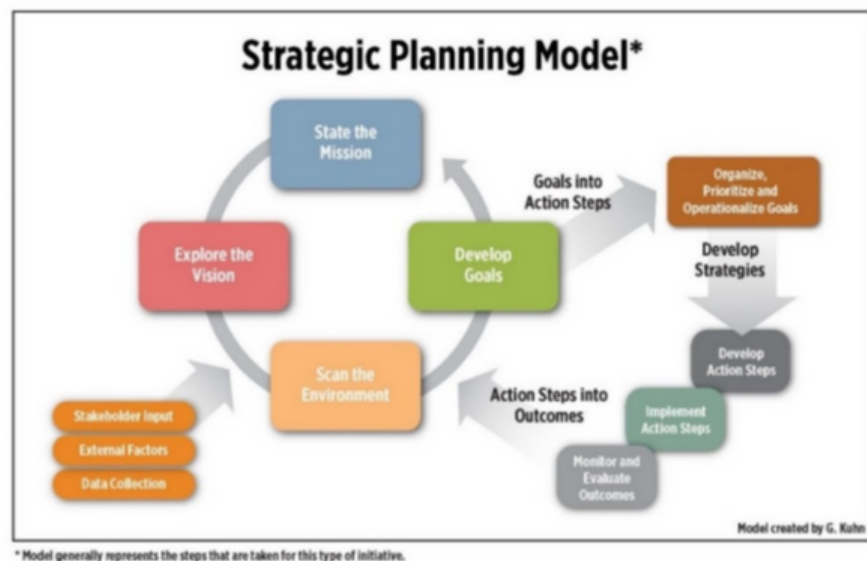 Strategic Planning Model*
State the
Mission
Explore the
Vision
Develop
Goals
Scan the
Environment
Stakeholder Input
External Factors
Data Collection
Goals into
Action Steps
Organize,
Prioritize and
Operationalize Goals
Develop
Strategies
Develop
Action Steps
Implement
Action Steps
Monitor and
Evaluate
Outcomes
Action Steps into
Outcomes
Model created by G. Kuhn
* Model generally represents the steps that are taken for this type of initiative.